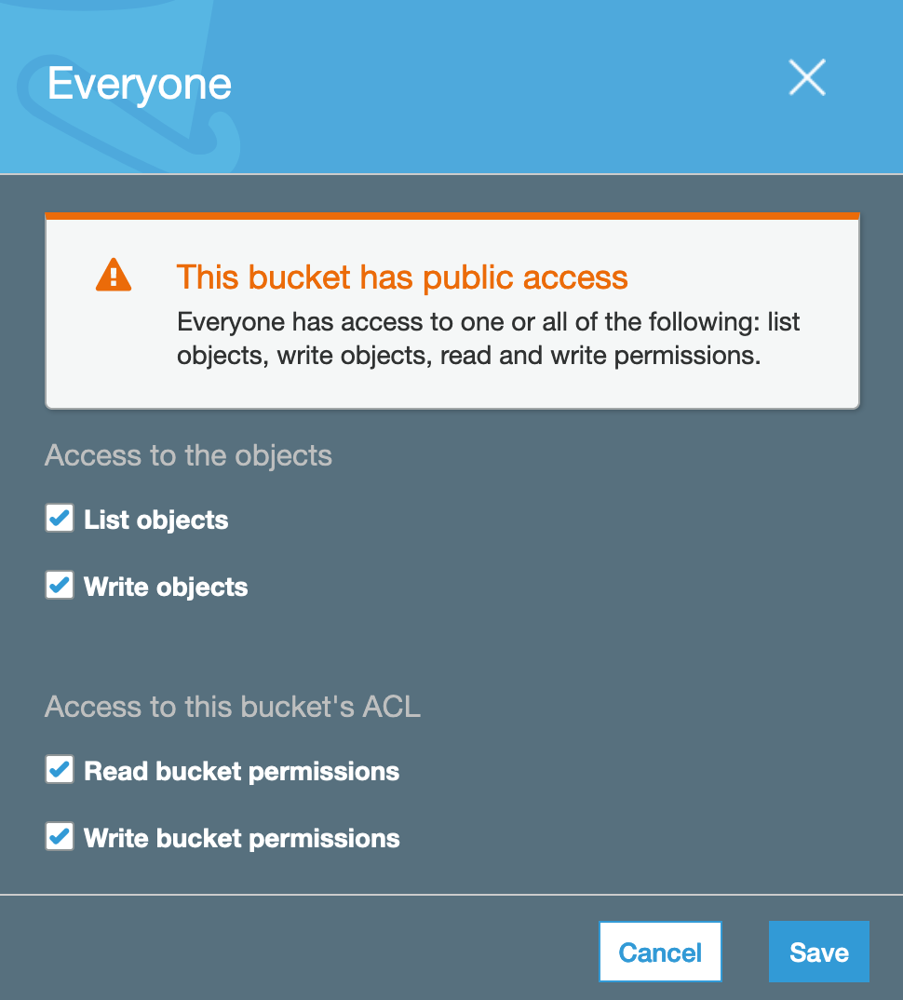 Everyone
This bucket has public access
Everyone has access to one or all of the following: list
objects, write objects, read and write permissions.
Access to the objects
List objects
Write objects
Access to this bucket's ACL
Read bucket permissions
Write bucket permissions
Cancel
Save